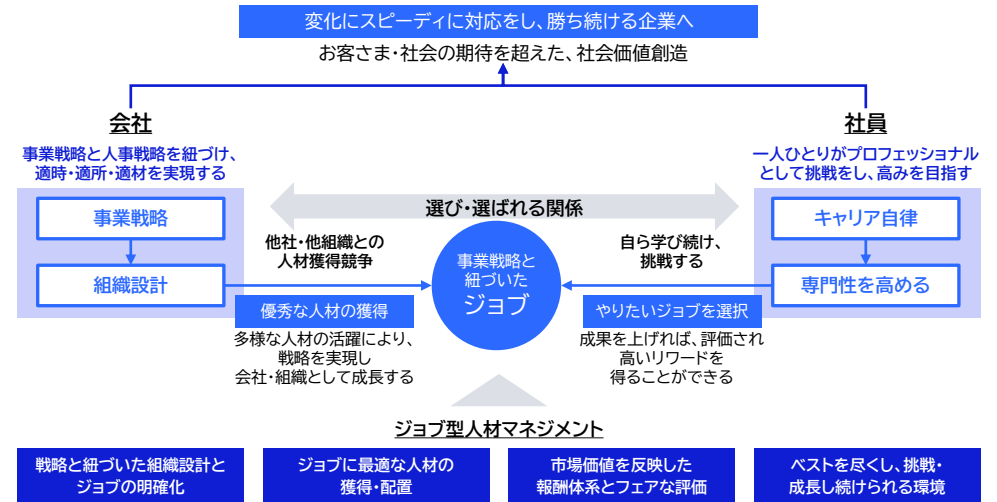 変化にスピーディに対応をし、勝ち続ける企業へ
お客さま・社会の期待を超えた、社会価値創造
会社
事業戦略と人事戦略を紐づけ、
適時・適所・適材を実現する
事業戦略
組織設計
社員
一人ひとりがプロフェッショナル
として挑戦をし、高みを目指す
キャリア自律
専門性を高める
選び・選ばれる関係
他社・他組織との
人材獲得競争
自ら学び続け、
挑戦する
事業戦略と
紐づいた
ジョブ
優秀な人材の獲得
多様な人材の活躍により、
戦略を実現し
会社・組織として成長する
やりたいジョブを選択
成果を上げれば、評価され
高いリワードを
得ることができる
ジョブ型人材マネジメント
戦略と紐づいた組織設計と
ジョブの明確化
ジョブに最適な人材の
獲得・配置
市場価値を反映した
報酬体系とフェアな評価
ベストを尽くし、挑戦・
成長し続けられる環境